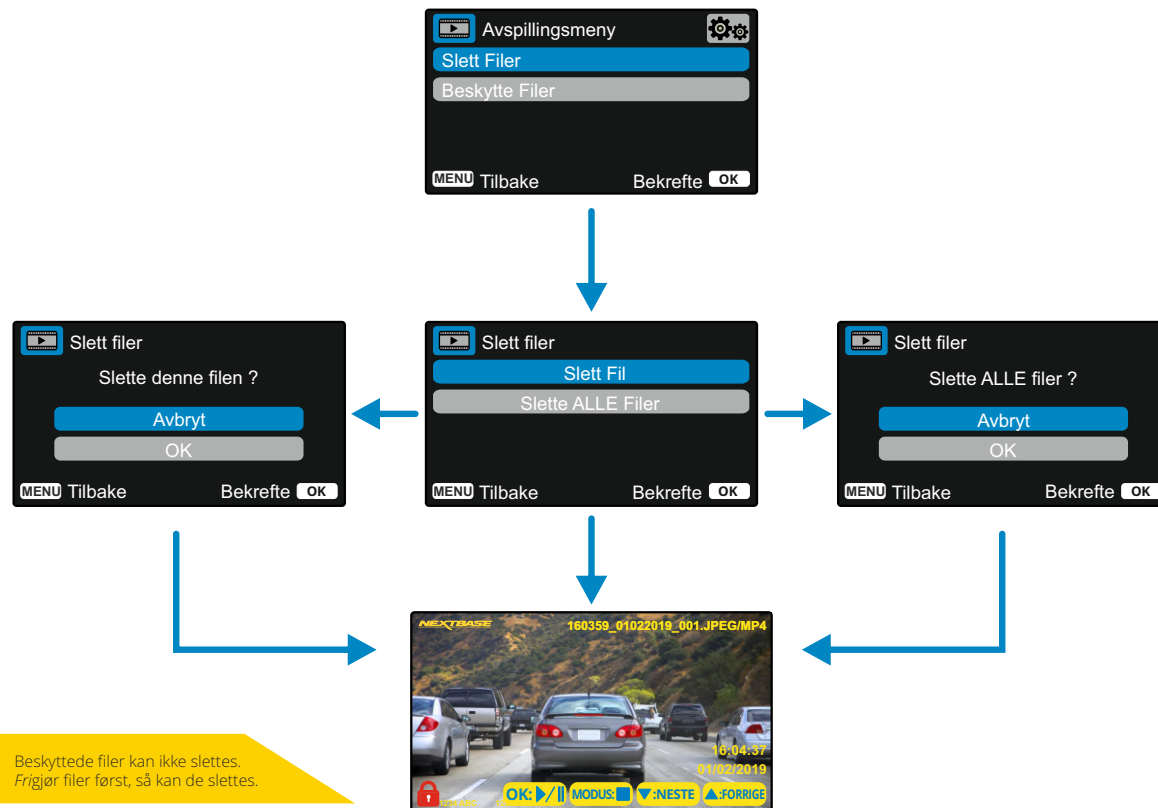 Avspillingsmeny
Slett Filer
Beskytte Filer
MENU Tilbake Bekrefte OK
Slett filer
Slette denne filen ?
Avbryt
OK
MENU Tilbake Bekrefte OK
Slett filer
Slett Fil
Slette ALLE Filer
MENU Tilbake Bekrefte OK
Slett filer
Slette ALLE filer ?
Avbryt
OK
MENU Tilbake Bekrefte OK
NEXTBASE 160359_01022019_001.JPEG/MP4
16:04:37
01/02/2019
OK: MODUS: :NESTE :FORRIGE
Beskyttede filer kan ikke slettes.
Frigjør filer først, så kan de slettes.